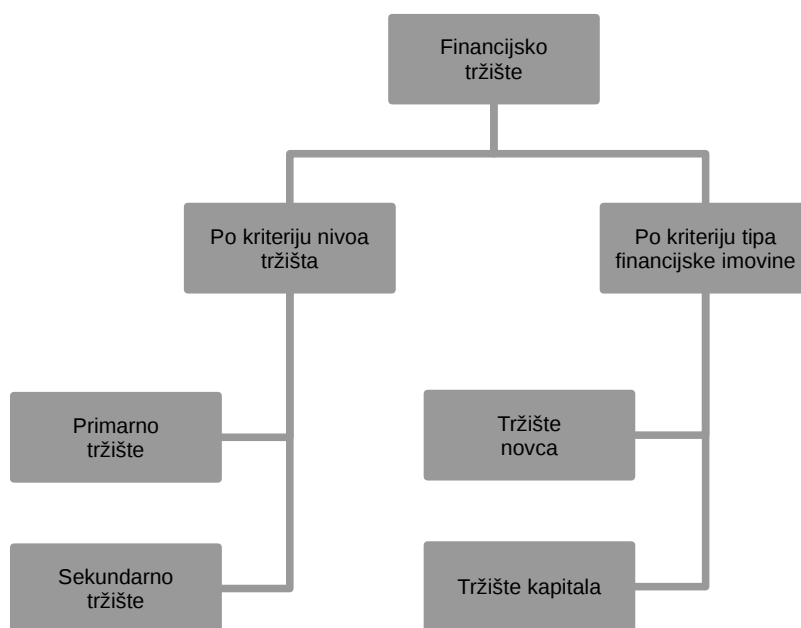 Financijsko
tržište
Po kriteriju nivoa
tržišta
Po kriteriju tipa
financijske imovine
Primarno
tržište
Tržište
novca
Sekundarno
tržište
Tržište kapitala